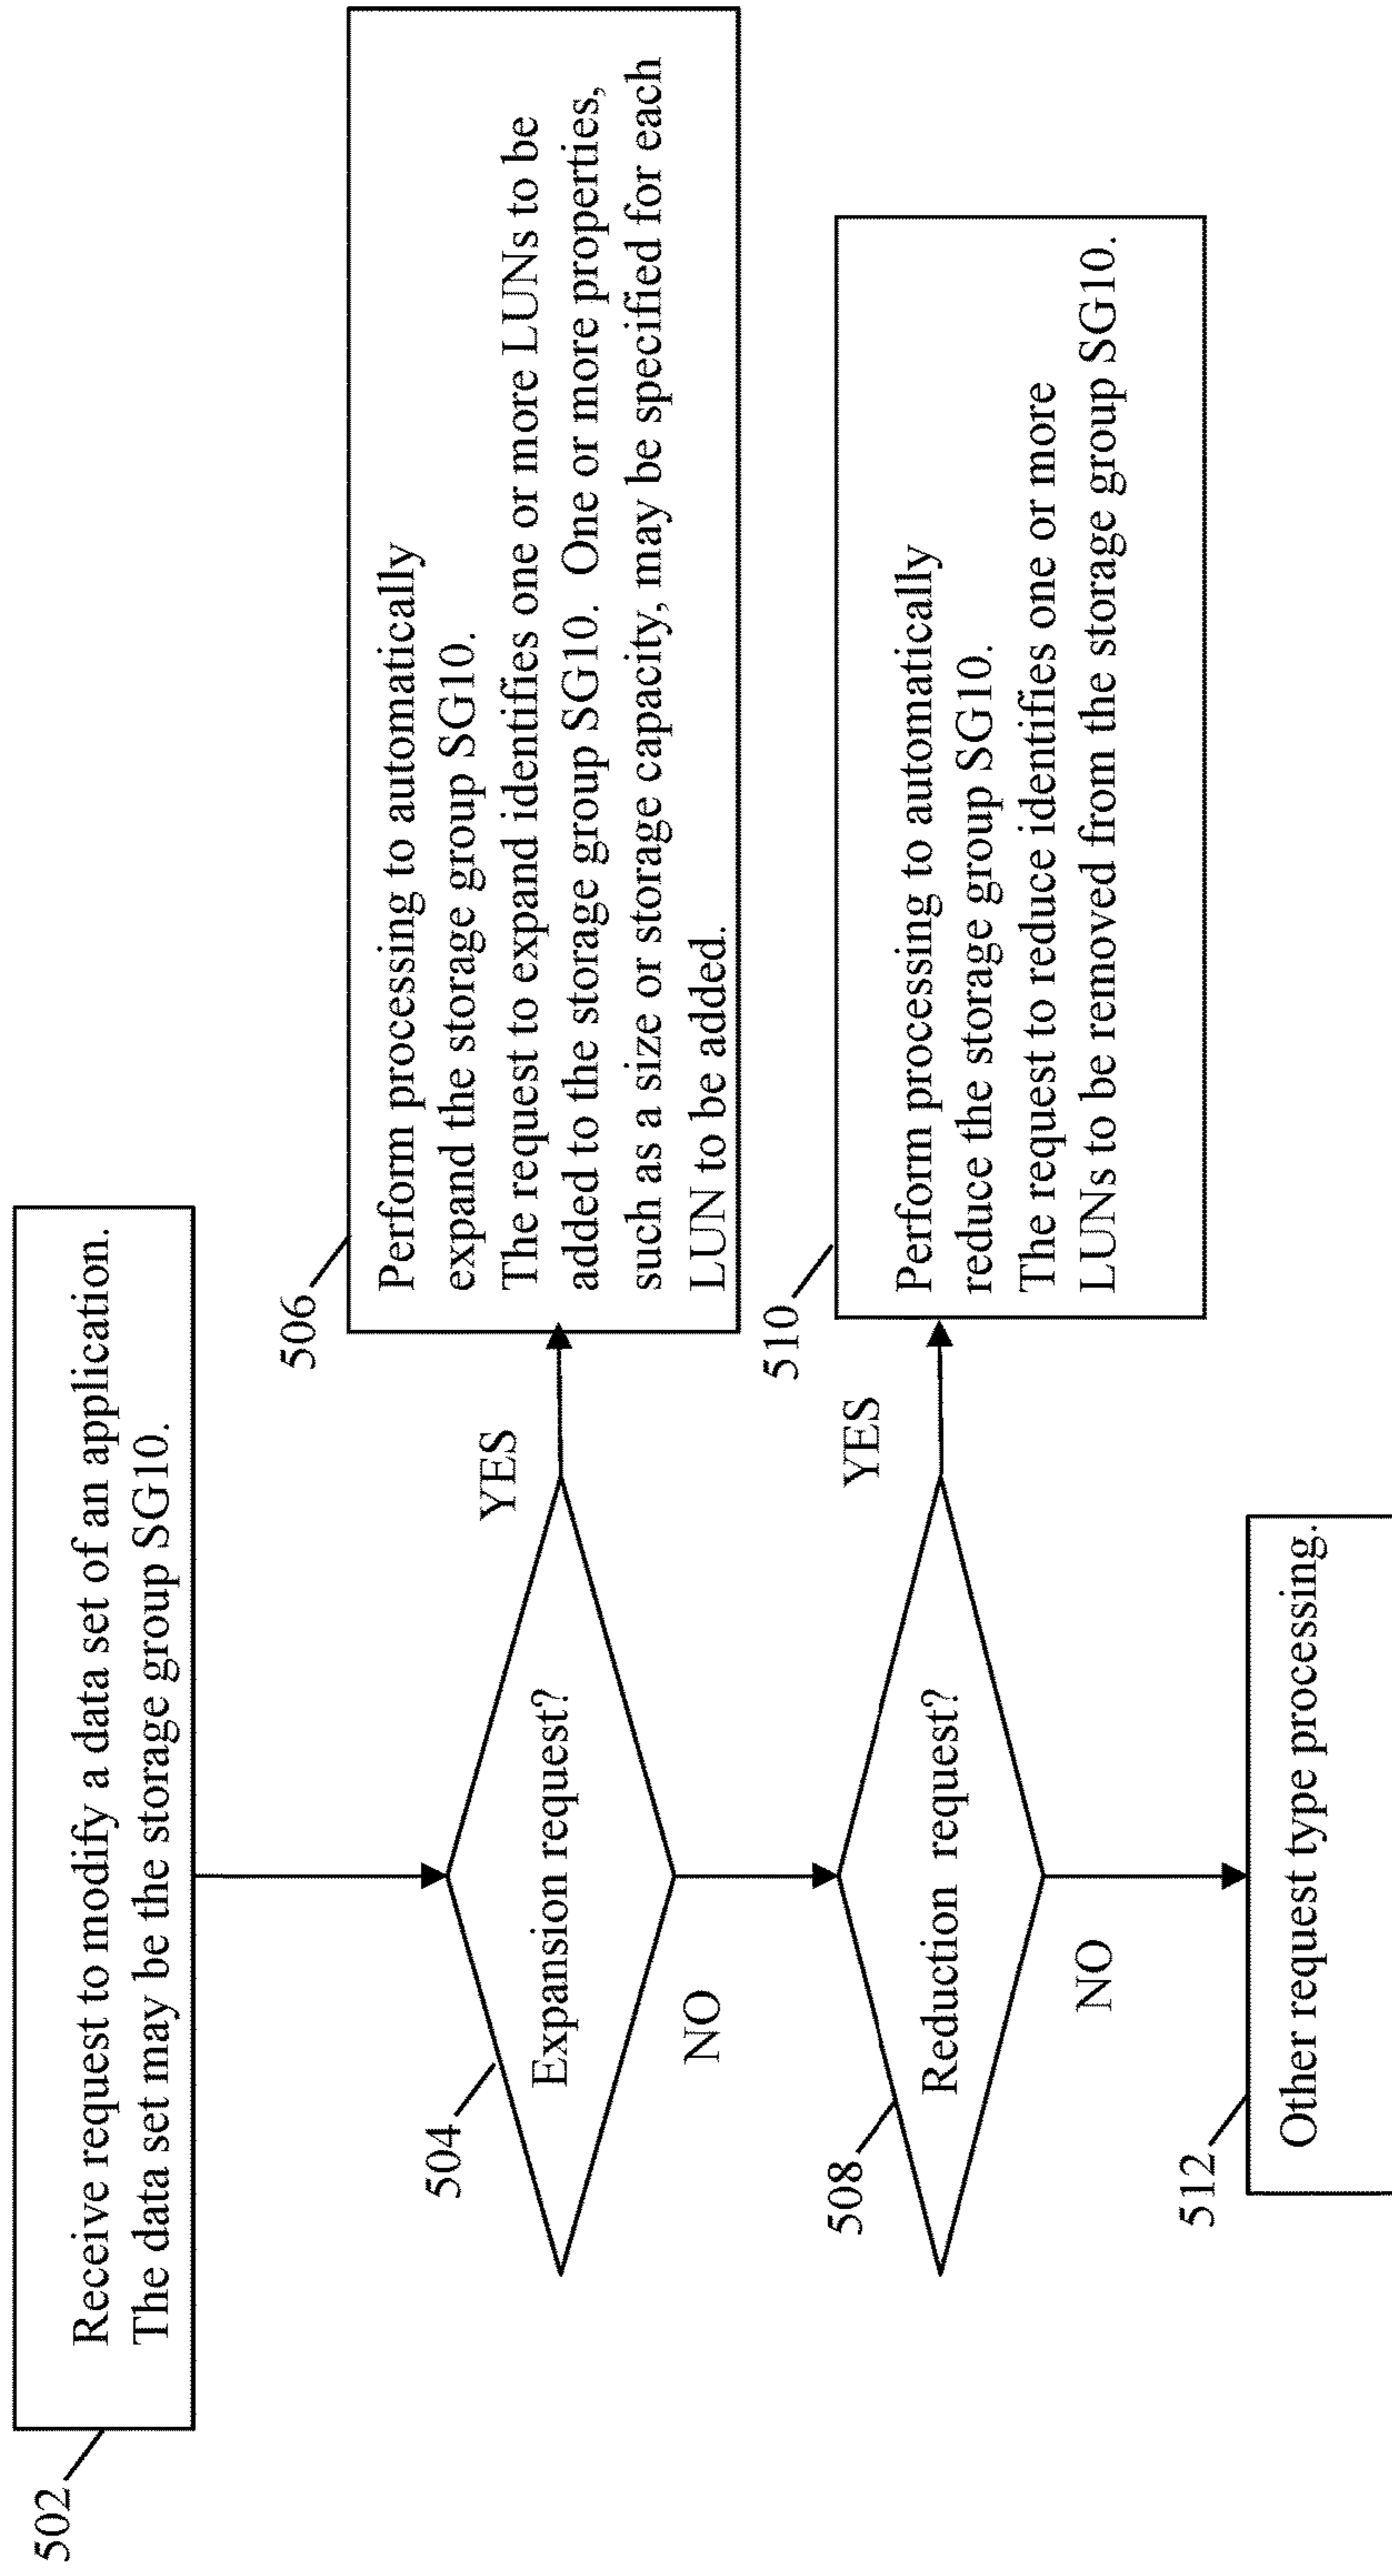 502
Receive request to modify a data set of an application.
The data set may be the storage group SG10.
504
Expansion request?
YES
506
Perform processing to automatically
expand the storage group SG10.
The request to expand identifies one or more LUNs to be
added to the storage group SG10.  One or more properties,
such as a size or storage capacity, may be specified for each
LUN to be added.
NO
508
Reduction  request?
YES
510
Perform processing to automatically
reduce the storage group SG10.
The request to reduce identifies one or more
LUNs to be removed from the storage group SG10.
NO
512
Other request type processing.